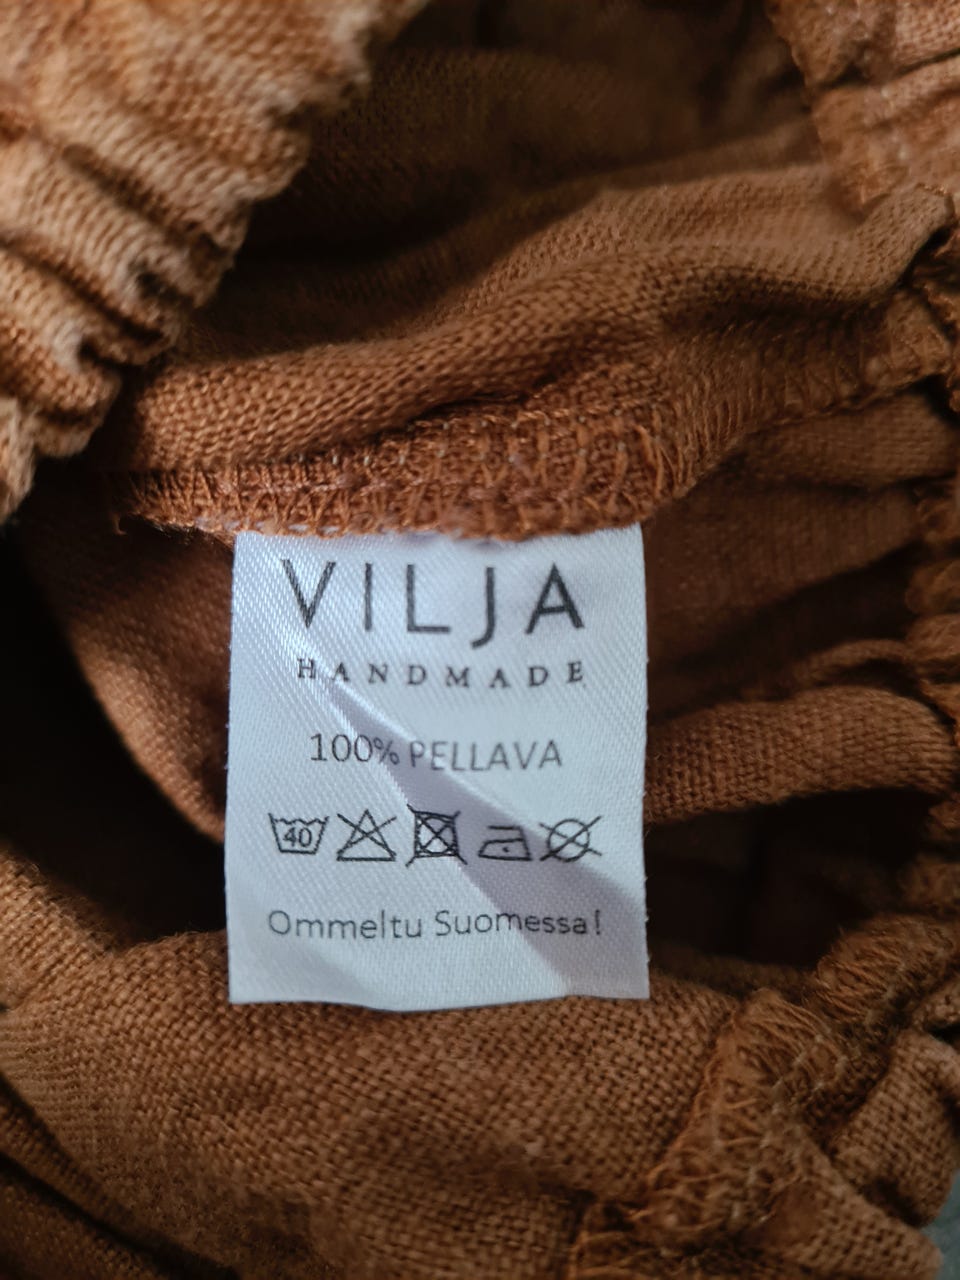 VILJA
HANDMADE
100% PELLAVA
40
Ommeltu Suomessa!